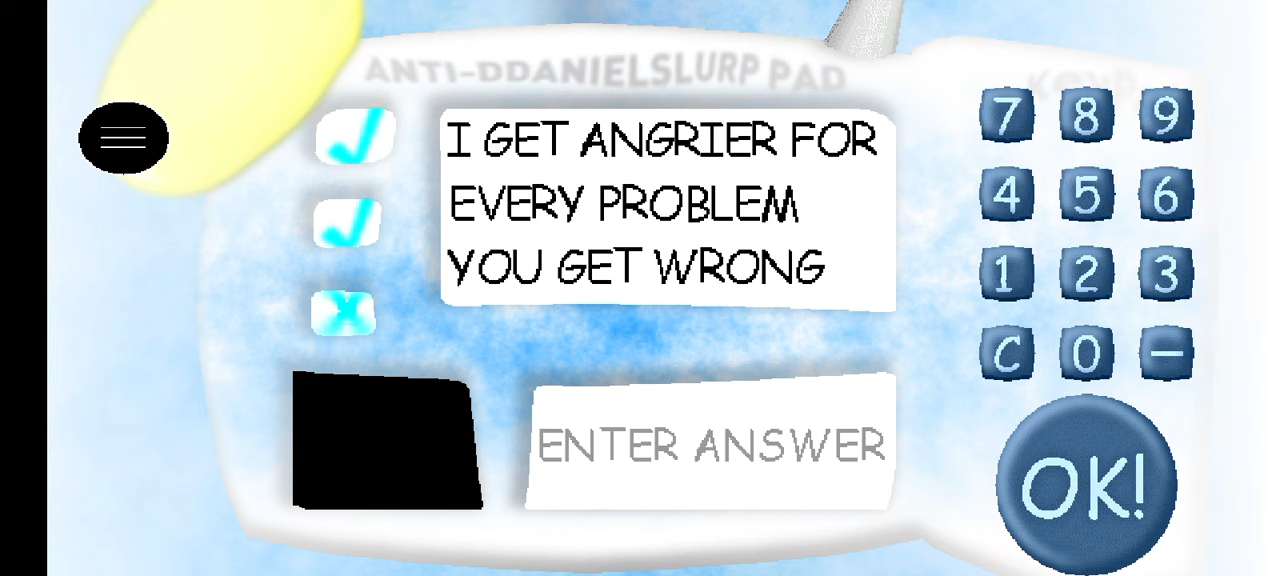 ANTI-DDANIELSLURP PAD
I GET ANGRIER FOR
EVERY PROBLEM
YOU GET WRONG
ENTER ANSWER
7 8 9
4 5 6
1 2 3
C 0 –
OK!